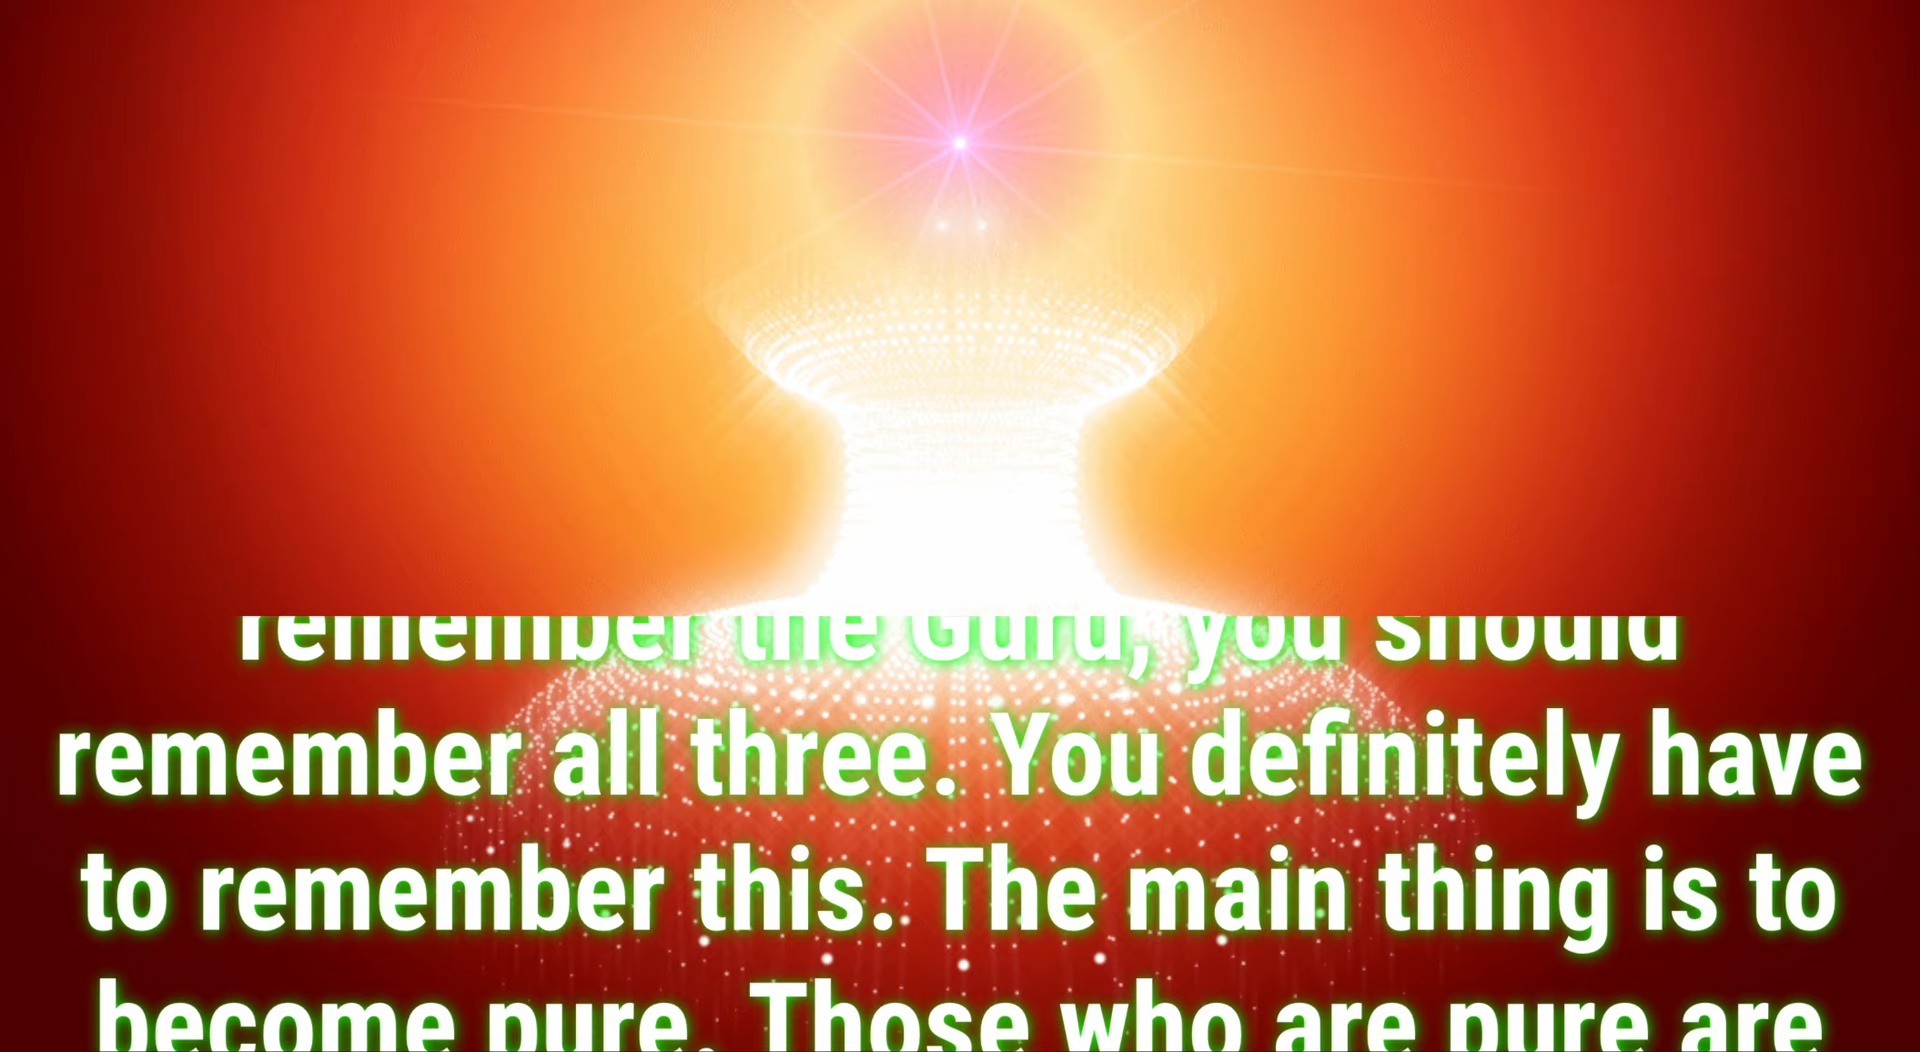 remember the Guru, you should
remember all three. You definitely have
to remember this. The main thing is to
become pure. Those who are pure are